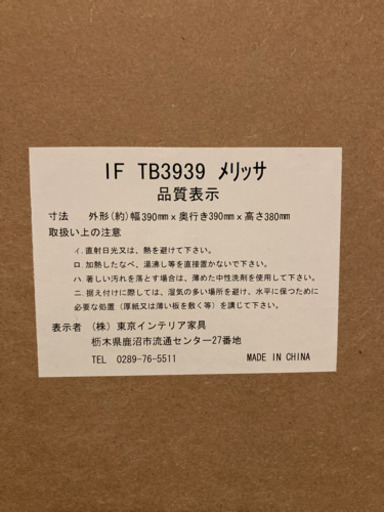 IF TB3939 ﾒﾘｯｻ
品質表示
寸法 外形(約)幅390㎜×奥行き390㎜×高さ380㎜
取扱い上の注意
ィ.直射日光又は、熱を避けて下さい。
ロ.加熱したなべ、湯沸し等を直接置かないで下さい。
ハ.著しい汚れを落とす場合は、薄めた中性洗剤を使用して下さい。
ニ.据え付けに際しては、湿気の多い場所を避け、水平に保つために
必要な処置(厚紙又は薄い板を敷く等)を講じて下さい。
表示者 (株)東京インテリア家具
栃木県鹿沼市流通センター27番地
TEL 0289-76-5511 MADE IN CHINA